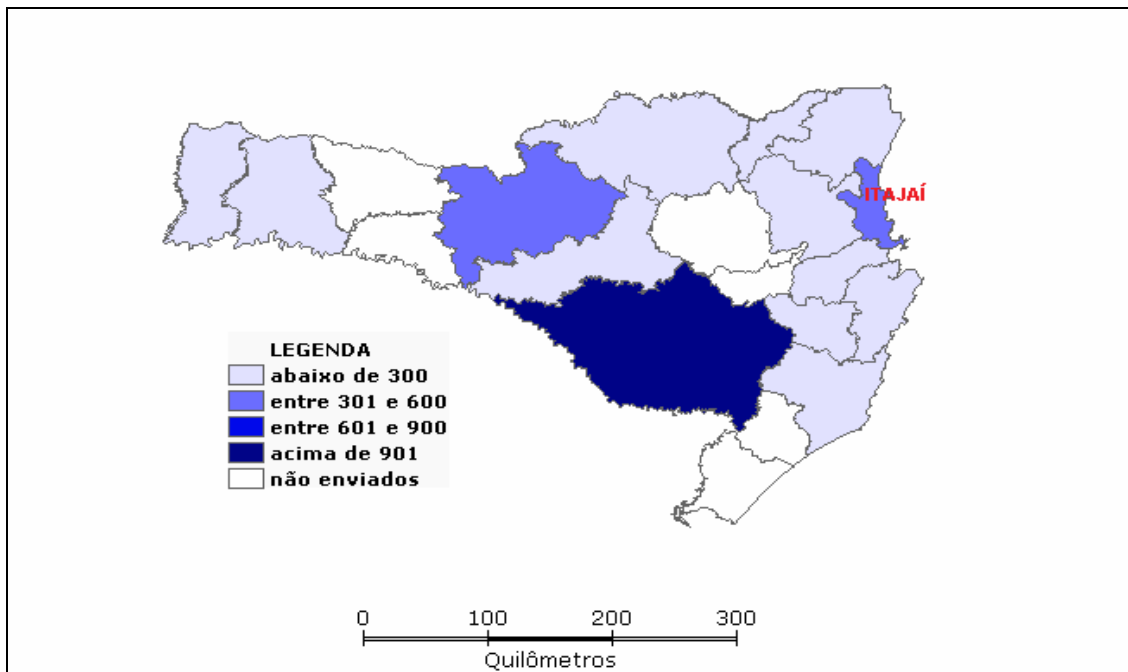 ITAJAÍ
LEGENDA
abaixo de 300
entre 301 e 600
entre 601 e 900
acima de 901
não enviados
0 100 200 300
Quilômetros